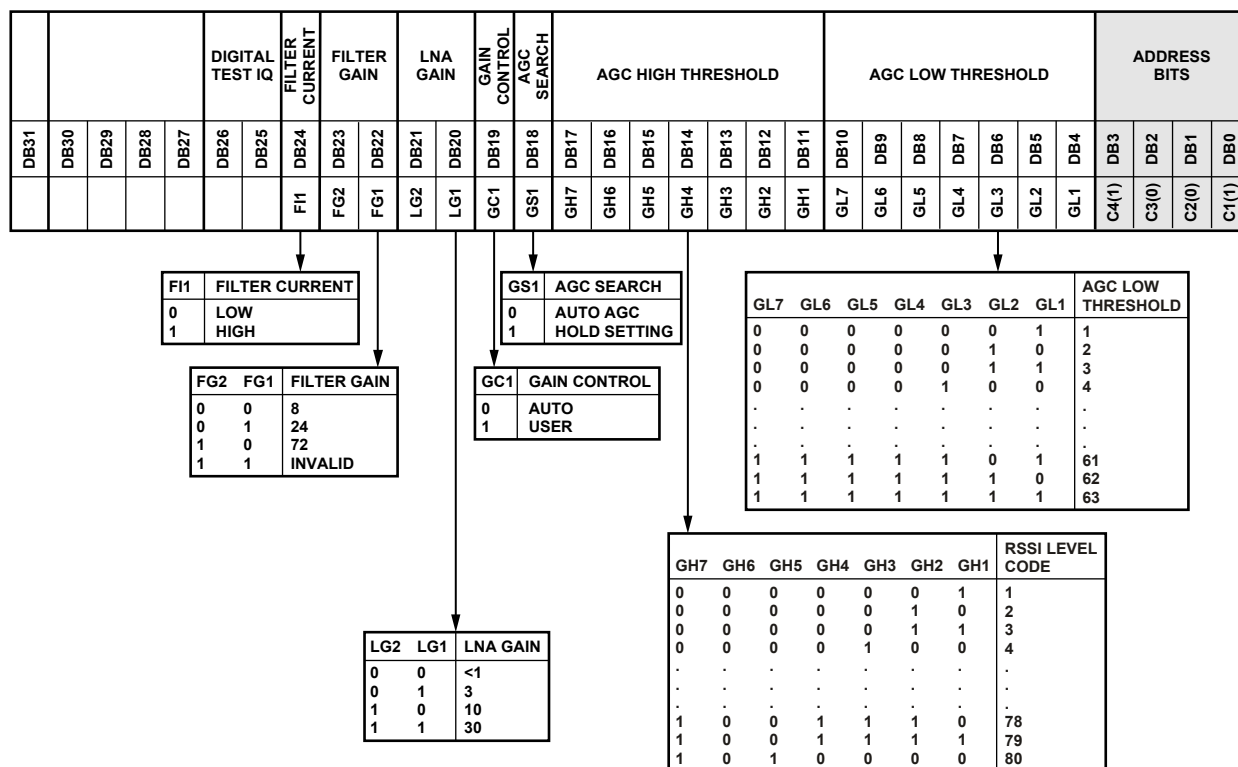 DIGITAL TEST IQ
FILTER CURRENT
FILTER GAIN
LNA GAIN
GAIN CONTROL
AGC SEARCH
AGC HIGH THRESHOLD
AGC LOW THRESHOLD
ADDRESS BITS
DB31 DB30 DB29 DB28 DB27 DB26 DB25 DB24 DB23 DB22 DB21 DB20 DB19 DB18 DB17 DB16 DB15 DB14 DB13 DB12 DB11 DB10 DB9 DB8 DB7 DB6 DB5 DB4 DB3 DB2 DB1 DB0
FI1 FG2 FG1 LG2 LG1 GC1 GS1 GH7 GH6 GH5 GH4 GH3 GH2 GH1 GL7 GL6 GL5 GL4 GL3 GL2 GL1 C4(1) C3(0) C2(0) C1(1)
FI1 FILTER CURRENT
0 LOW
1 HIGH
GS1 AGC SEARCH
0 AUTO AGC
1 HOLD SETTING
GL7 GL6 GL5 GL4 GL3 GL2 GL1 AGC LOW THRESHOLD
0 0 0 0 0 0 1 1
0 0 0 0 0 1 0 2
0 0 0 0 0 1 1 3
0 0 0 0 1 0 0 4
. . . . . . . .
. . . . . . . .
. . . . . . . .
1 1 1 1 1 0 1 61
1 1 1 1 1 1 0 62
1 1 1 1 1 1 1 63
FG2 FG1 FILTER GAIN
0 0 8
0 1 24
1 0 72
1 1 INVALID
GC1 GAIN CONTROL
0 AUTO
1 USER
GH7 GH6 GH5 GH4 GH3 GH2 GH1 RSSI LEVEL CODE
0 0 0 0 0 0 1 1
0 0 0 0 0 1 0 2
0 0 0 0 0 1 1 3
0 0 0 0 1 0 0 4
. . . . . . . .
. . . . . . . .
. . . . . . . .
1 0 0 1 1 1 0 78
1 0 0 1 1 1 1 79
1 0 1 0 0 0 0 80
LG2 LG1 LNA GAIN
0 0 <1
0 1 3
1 0 10
1 1 30